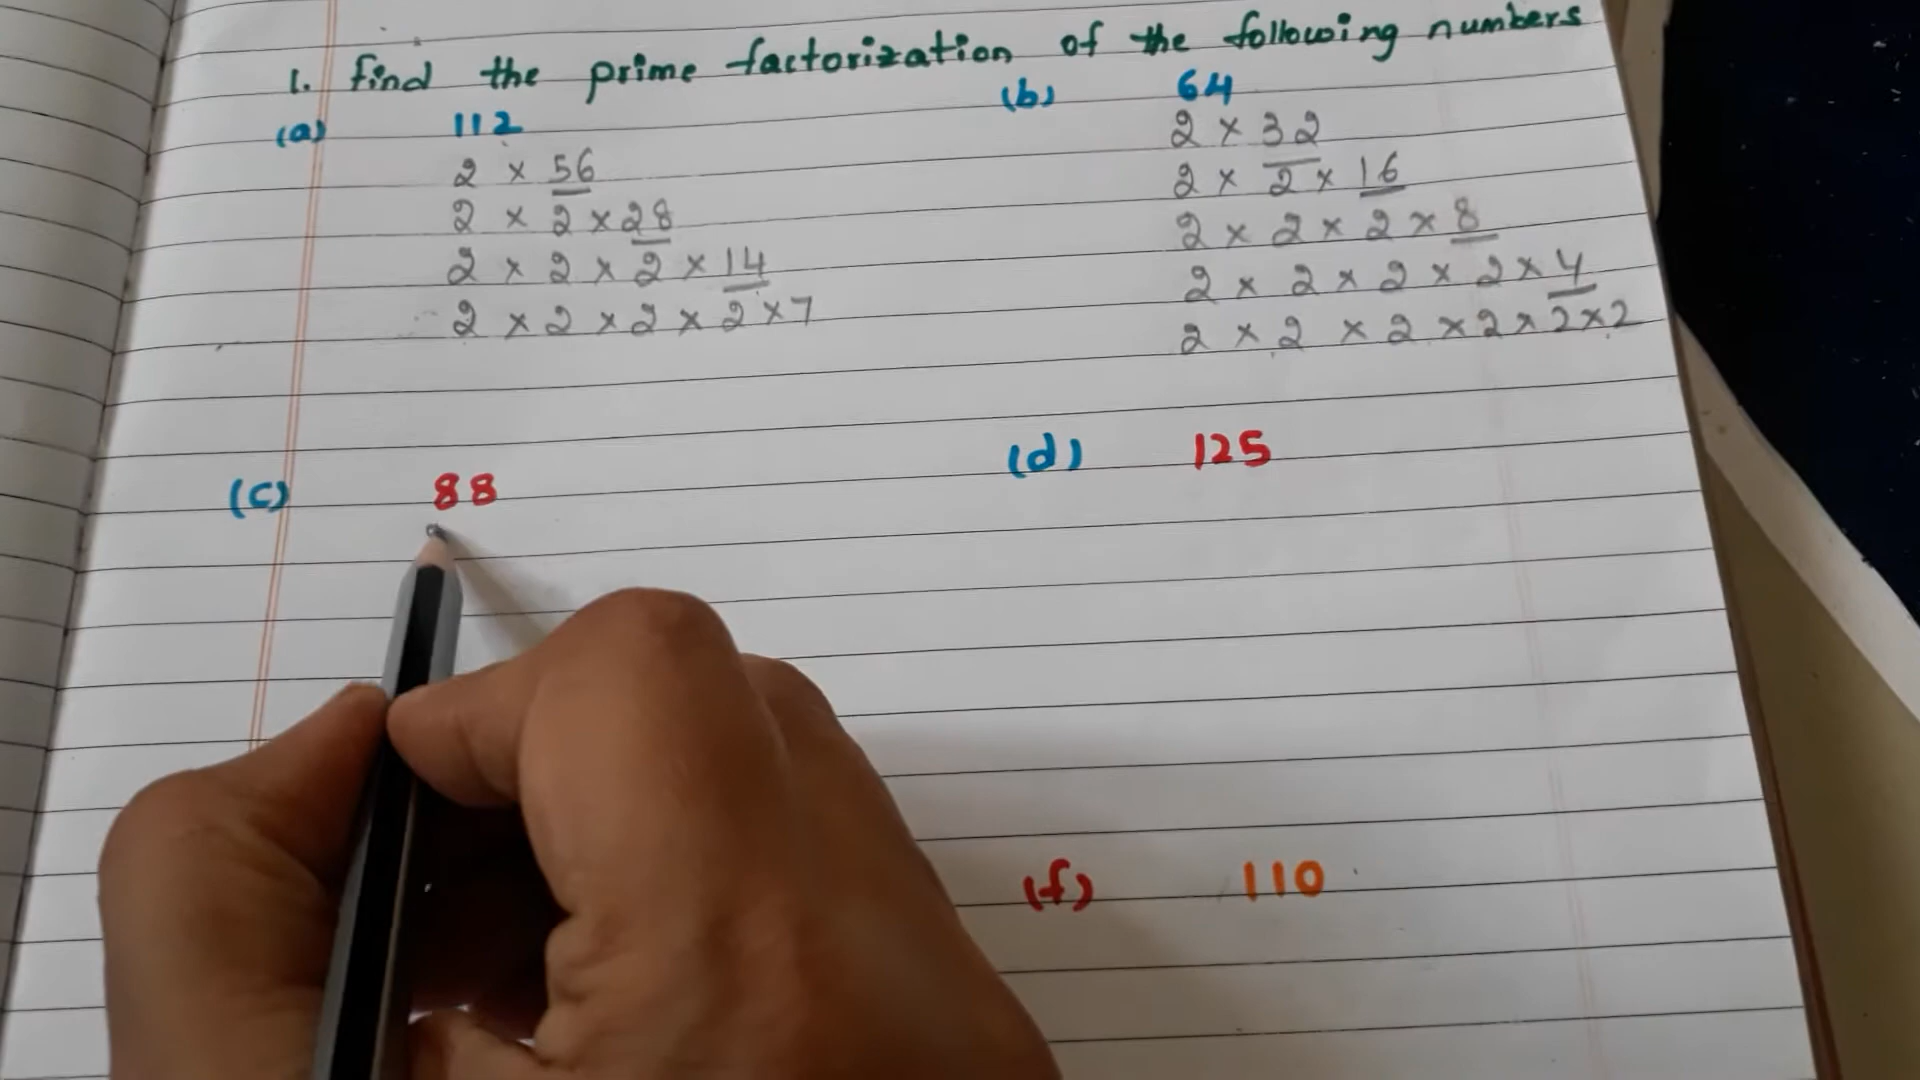 1. find the prime factorization of the following numbers
(a) 112
2 × 56
2 × 2 × 28
2 × 2 × 2 × 14
2 × 2 × 2 × 2 × 7
(b) 64
2 × 32
2 × 2 × 16
2 × 2 × 2 × 8
2 × 2 × 2 × 2 × 4
2 × 2 × 2 × 2 × 2 × 2
(c) 88
(d) 125
(f) 110